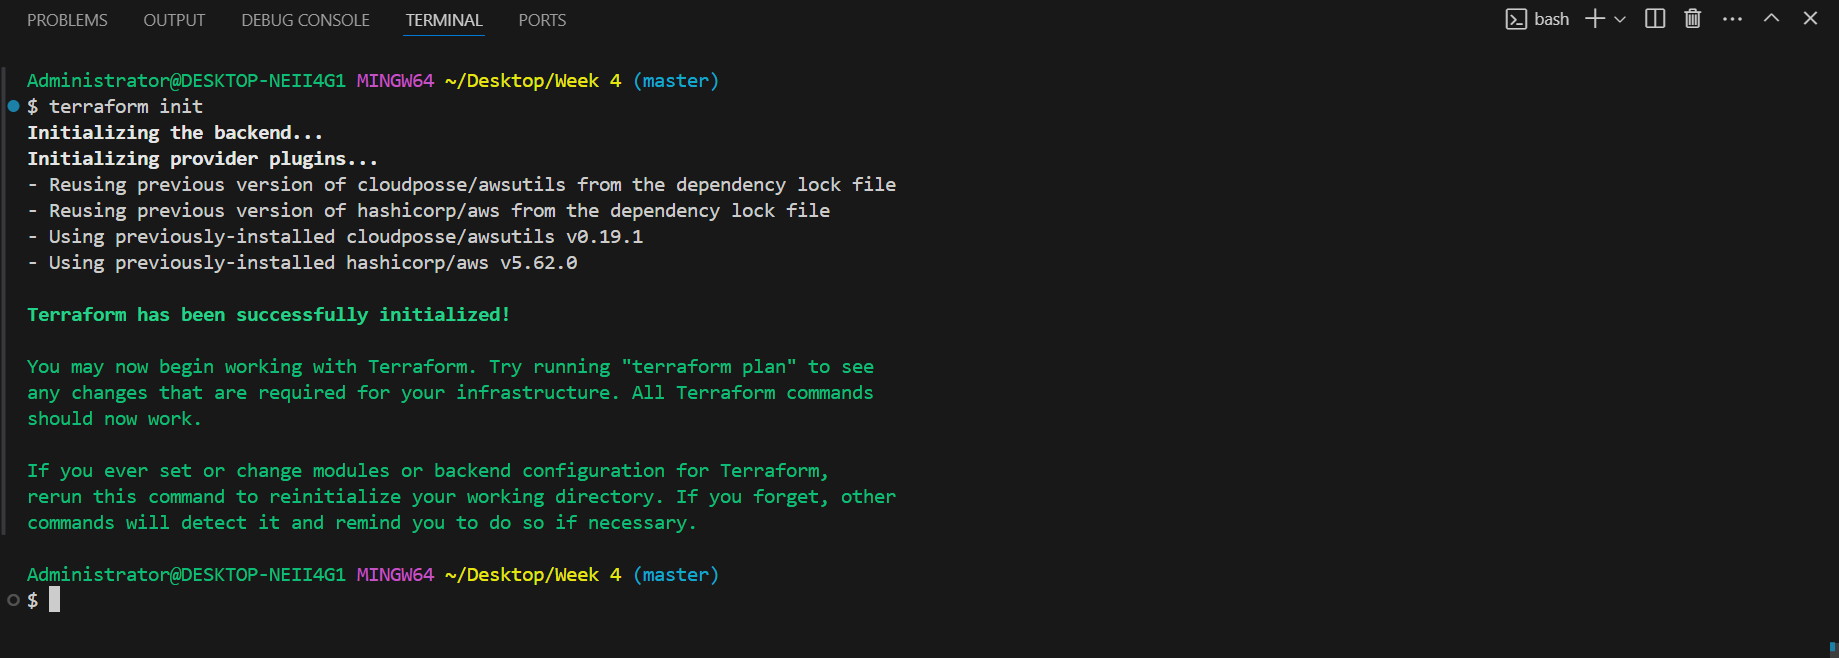 PROBLEMS OUTPUT DEBUG CONSOLE TERMINAL PORTS bash
Administrator@DESKTOP-NEII4G1 MINGW64 ~/Desktop/Week 4 (master)
$ terraform init
Initializing the backend...
Initializing provider plugins...
- Reusing previous version of cloudposse/awsutils from the dependency lock file
- Reusing previous version of hashicorp/aws from the dependency lock file
- Using previously-installed cloudposse/awsutils v0.19.1
- Using previously-installed hashicorp/aws v5.62.0
Terraform has been successfully initialized!
You may now begin working with Terraform. Try running "terraform plan" to see
any changes that are required for your infrastructure. All Terraform commands
should now work.
If you ever set or change modules or backend configuration for Terraform,
rerun this command to reinitialize your working directory. If you forget, other
commands will detect it and remind you to do so if necessary.
Administrator@DESKTOP-NEII4G1 MINGW64 ~/Desktop/Week 4 (master)
$